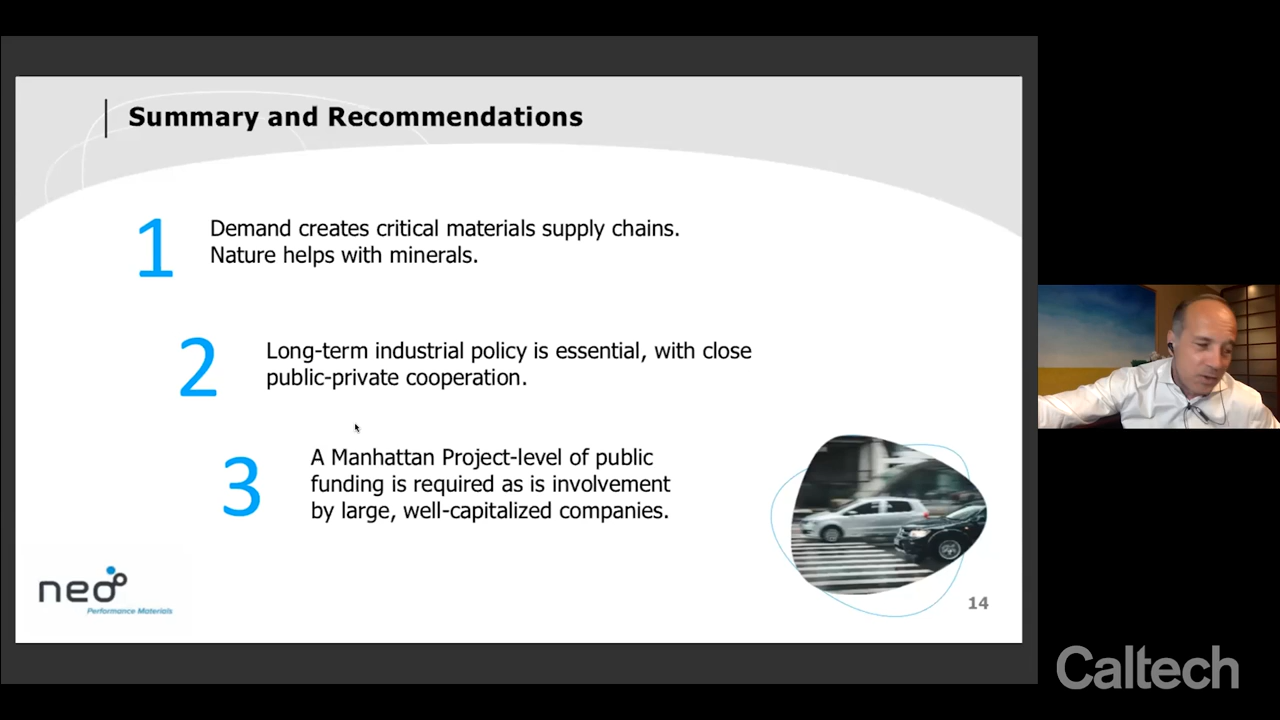 Summary and Recommendations
1
Demand creates critical materials supply chains.
Nature helps with minerals.
2
Long-term industrial policy is essential, with close
public-private cooperation.
3
A Manhattan Project-level of public
funding is required as is involvement
by large, well-capitalized companies.
neo
Performance Materials
14
Caltech